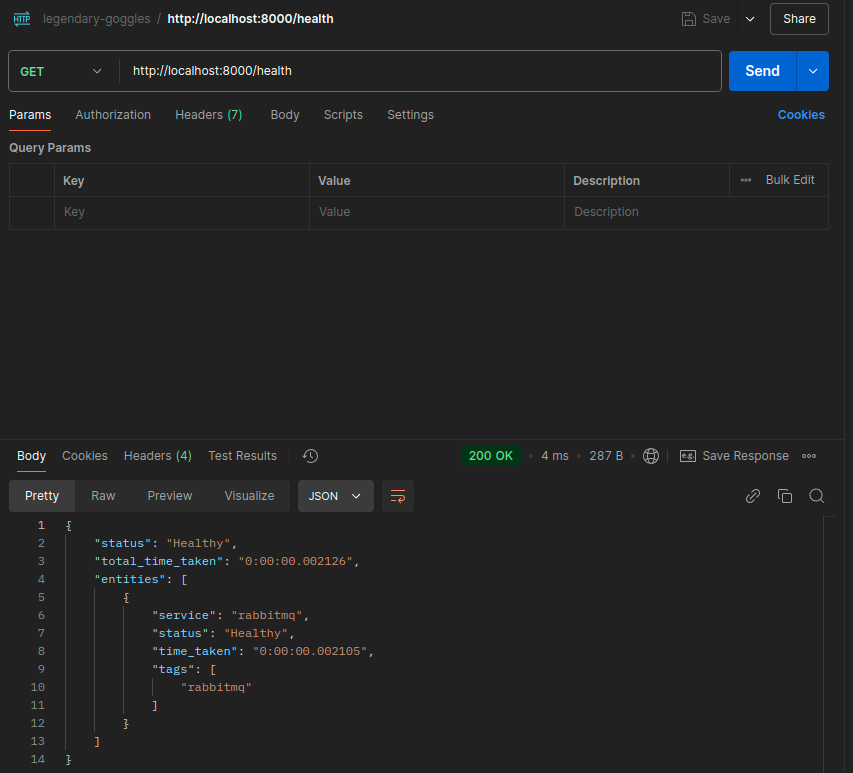 HTTP legendary-goggles / http://localhost:8000/health Save Share
GET http://localhost:8000/health Send
Params Authorization Headers (7) Body Scripts Settings Cookies
Query Params
Key Value Description Bulk Edit
Key Value Description
Body Cookies Headers (4) Test Results 200 OK 4 ms 287 B e.g. Save Response
Pretty Raw Preview Visualize JSON
1 {
2 "status": "Healthy",
3 "total_time_taken": "0:00:00.002126",
4 "entities": [
5 {
6 "service": "rabbitmq",
7 "status": "Healthy",
8 "time_taken": "0:00:00.002105",
9 "tags": [
10 "rabbitmq"
11 ]
12 }
13 ]
14 }